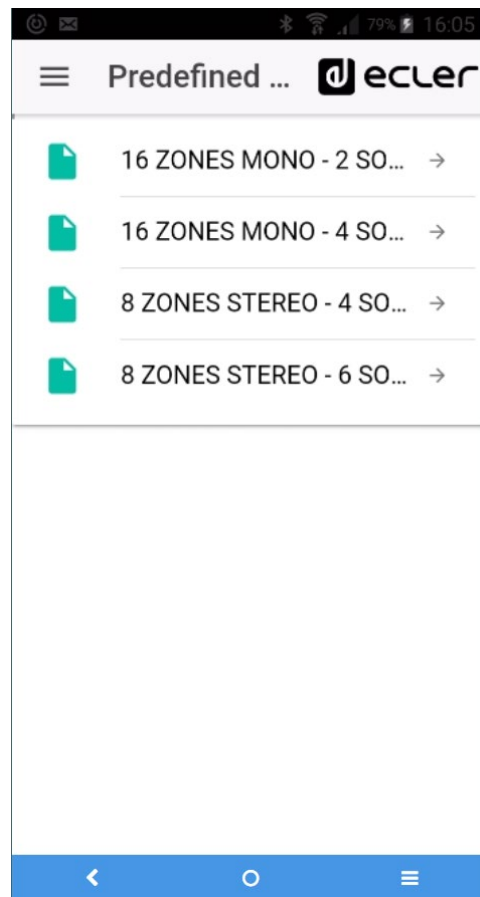 79% 16:05
Predefined ... ecler
16 ZONES MONO - 2 SO...
16 ZONES MONO - 4 SO...
8 ZONES STEREO - 4 SO...
8 ZONES STEREO - 6 SO...